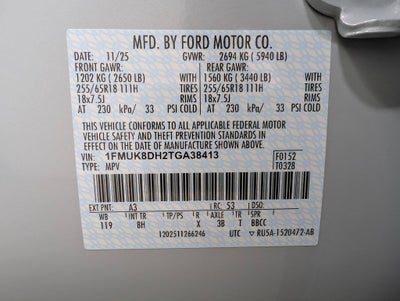 MFD. BY FORD MOTOR CO.
11/25 GVWR: 2694 KG (5940 LB)
FRONT GAWR: REAR GAWR:
1202 KG (2650 LB) WITH 1560 KG (3440 LB) WITH
255/65R18 111H TIRES 255/65R18 111H TIRES
18x7.5J RIMS 18x7.5J RIMS
AT 230 kPa/ 33 PSI COLD AT 230 kPa/ 33 PSI COLD
THIS VEHICLE CONFORMS TO ALL APPLICABLE FEDERAL MOTOR
VEHICLE SAFETY AND THEFT PREVENTION STANDARDS IN
EFFECT ON THE DATE OF MANUFACTURE SHOWN ABOVE.
VIN: 1FMUK8DH2TGA38413 F0152
TYPE: MPV T0328
EXT PNT: A3 RC: 53 DSO:
WB INT TR TP/PS R AXLE TR SPR
119 8H X 3B T BBCC
1202511266246 UTC RU5A-1520472-AB